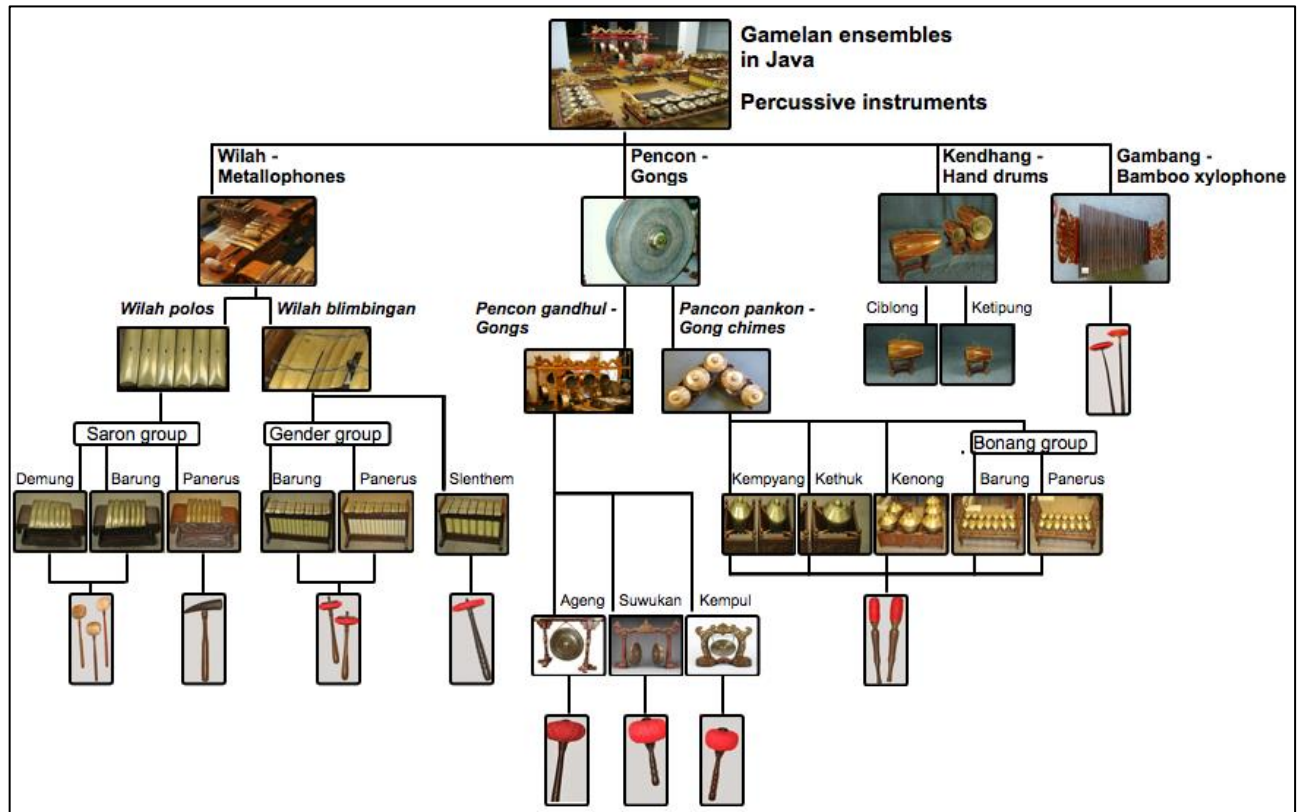 Gamelan ensembles
in Java
Percussive instruments
Wilah -
Metallophones
Pencon -
Gongs
Kendhang -
Hand drums
Gambang -
Bamboo xylophone
Wilah polos
Wilah blimbingan
Pencon gandhul -
Gongs
Pancon pankon -
Gong chimes
Ciblong
Ketipung
Saron group
Gender group
Bonang group
Demung
Barung
Panerus
Barung
Panerus
Slenthem
Kempyang
Kethuk
Kenong
Barung
Panerus
Ageng
Suwukan
Kempul